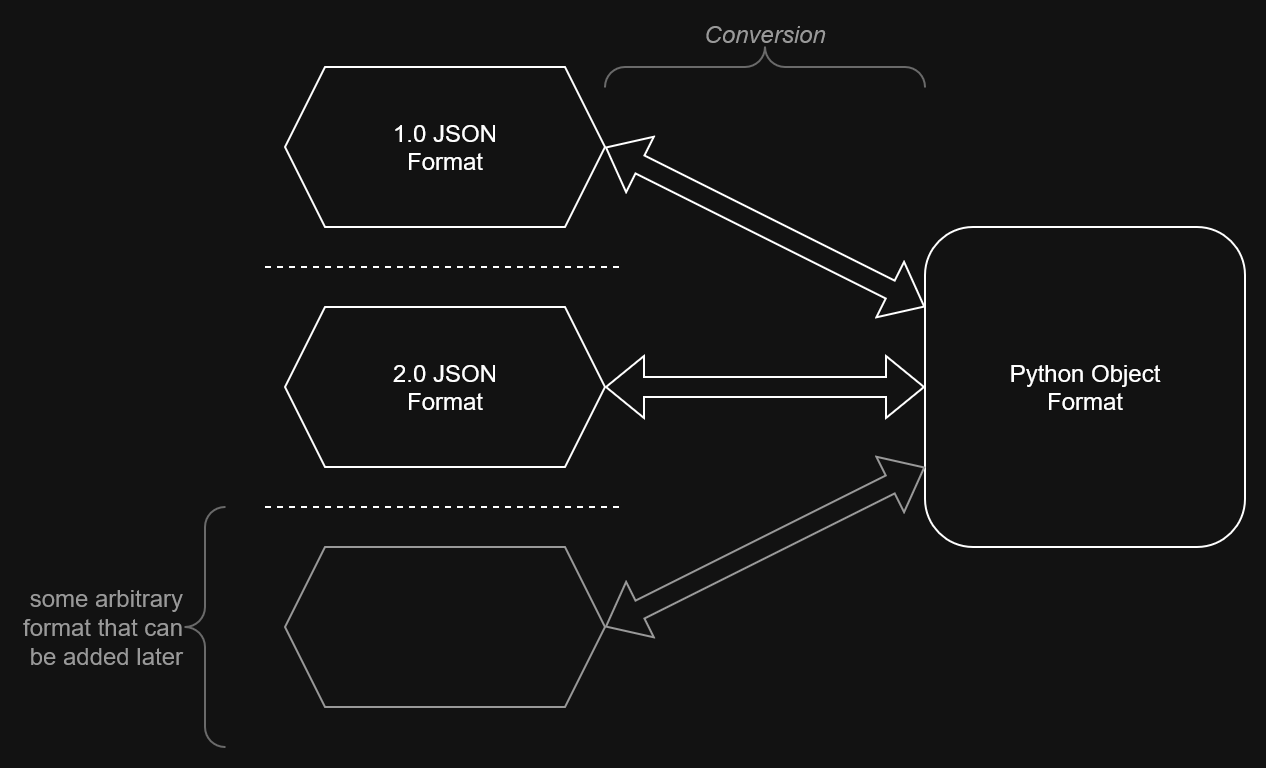 Conversion
1.0 JSON
Format
2.0 JSON
Format
Python Object
Format
some arbitrary
format that can
be added later